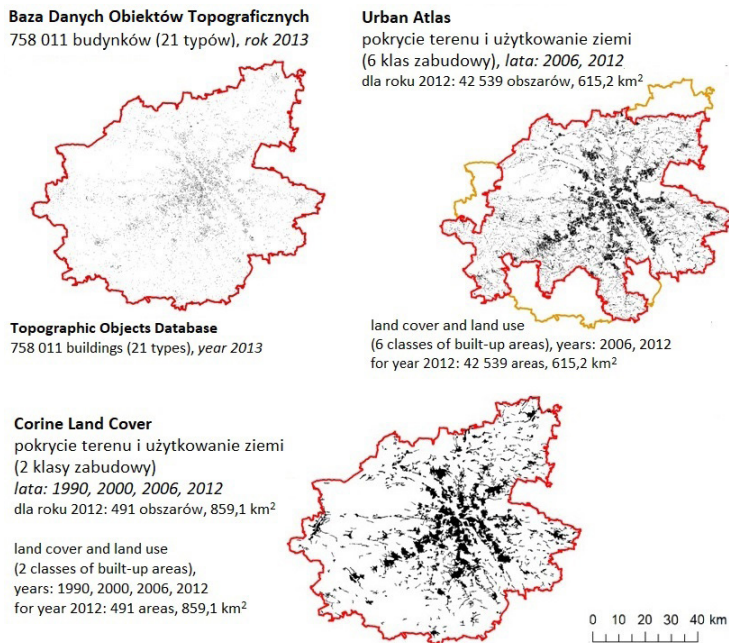 Baza Danych Obiektów Topograficznych
758 011 budynków (21 typów), rok 2013
Topographic Objects Database
758 011 buildings (21 types), year 2013
Urban Atlas
pokrycie terenu i użytkowanie ziemi
(6 klas zabudowy), lata: 2006, 2012
dla roku 2012: 42 539 obszarów, 615,2 km²
land cover and land use
(6 classes of built-up areas), years: 2006, 2012
for year 2012: 42 539 areas, 615,2 km²
Corine Land Cover
pokrycie terenu i użytkowanie ziemi
(2 klasy zabudowy)
lata: 1990, 2000, 2006, 2012
dla roku 2012: 491 obszarów, 859,1 km²
land cover and land use
(2 classes of built-up areas),
years: 1990, 2000, 2006, 2012
for year 2012: 491 areas, 859,1 km²
0 10 20 30 40 km